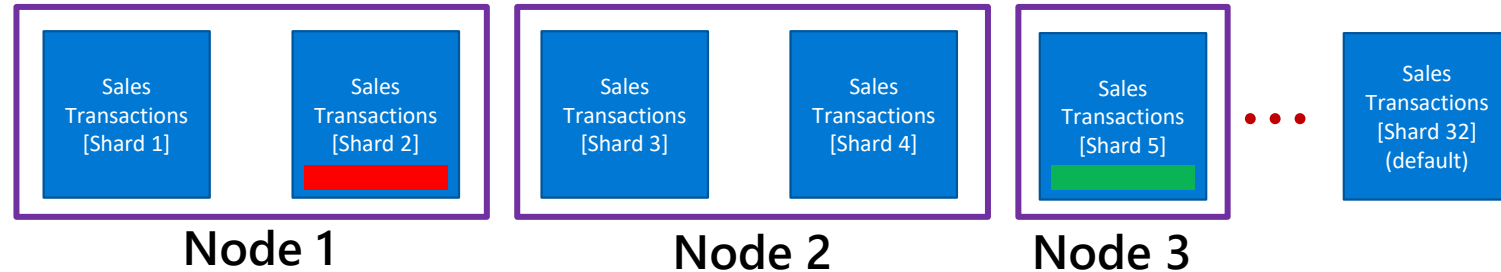 Sales
Transactions
[Shard 1]
Sales
Transactions
[Shard 2]
Sales
Transactions
[Shard 3]
Sales
Transactions
[Shard 4]
Sales
Transactions
[Shard 5]
Sales
Transactions
[Shard 32]
(default)
Node 1
Node 2
Node 3